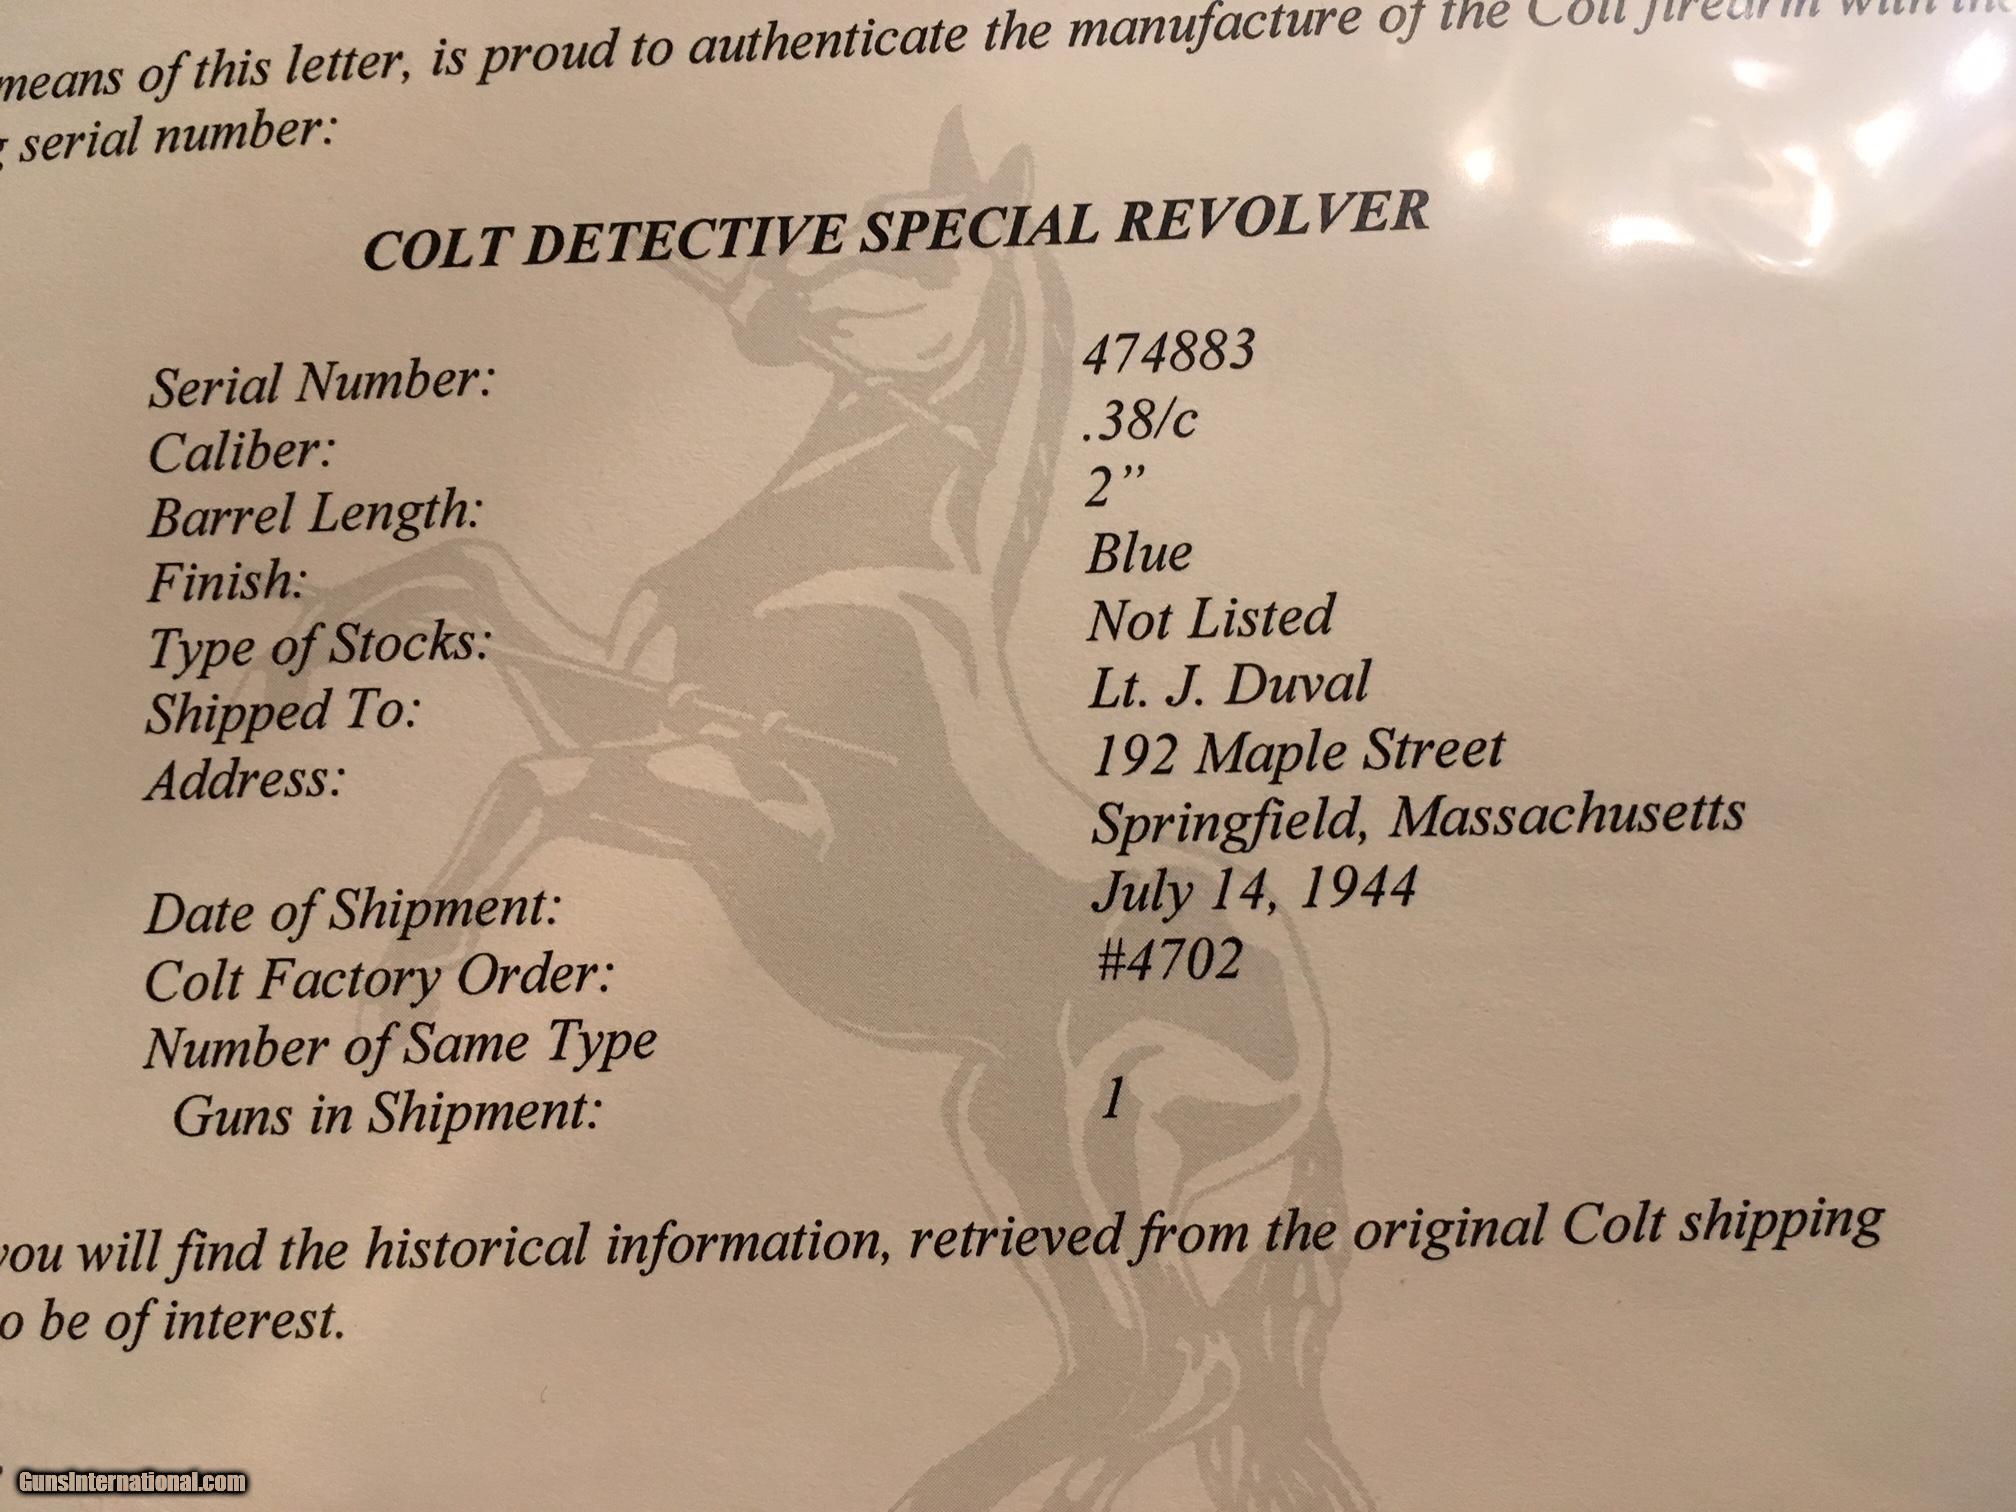 means of this letter, is proud to authenticate the manufacture of the Colt firearm with the
g serial number:
COLT DETECTIVE SPECIAL REVOLVER
Serial Number: 474883
Caliber: .38/c
Barrel Length: 2”
Finish: Blue
Type of Stocks: Not Listed
Shipped To: Lt. J. Duval
Address: 192 Maple Street
Springfield, Massachusetts
Date of Shipment: July 14, 1944
Colt Factory Order: #4702
Number of Same Type
Guns in Shipment: 1
you will find the historical information, retrieved from the original Colt shipping
o be of interest.
GunsInternational.com